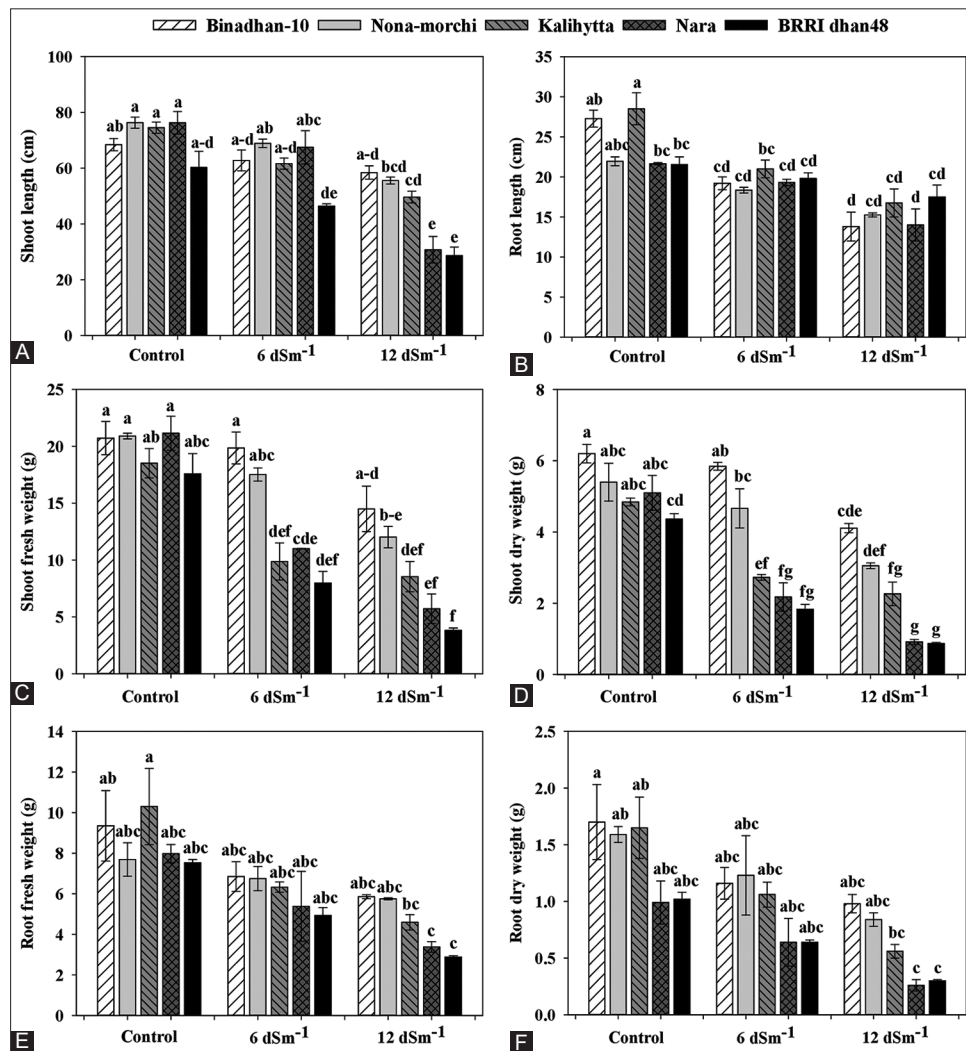 Binadhan-10 Nona-morchi Kalihytta Nara BRRI dhan48
Shoot length (cm)
100
80
60
40
20
0
ab a a a a-d
a-d ab a-d abc de
a-d bcd cd e e
Control 6 dSm⁻¹ 12 dSm⁻¹
A
Root length (cm)
35
30
25
20
15
10
5
0
ab abc a bc bc
cd cd bc cd cd
d cd cd d cd
Control 6 dSm⁻¹ 12 dSm⁻¹
B
Shoot fresh weight (g)
25
20
15
10
5
0
a a ab a abc
a abc def cde def
a-d b-e def ef f
Control 6 dSm⁻¹ 12 dSm⁻¹
C
Shoot dry weight (g)
8
6
4
2
0
a abc abc abc cd
ab abc ef fg fg
cde def efg g g
Control 6 dSm⁻¹ 12 dSm⁻¹
D
Root fresh weight (g)
14
12
10
8
6
4
2
0
ab abc a abc abc
abc abc abc abc abc
abc abc bc c c
Control 6 dSm⁻¹ 12 dSm⁻¹
E
Root dry weight (g)
2.5
2.0
1.5
1.0
0.5
0.0
a ab ab abc abc
abc abc abc abc abc
abc abc bc c c
Control 6 dSm⁻¹ 12 dSm⁻¹
F